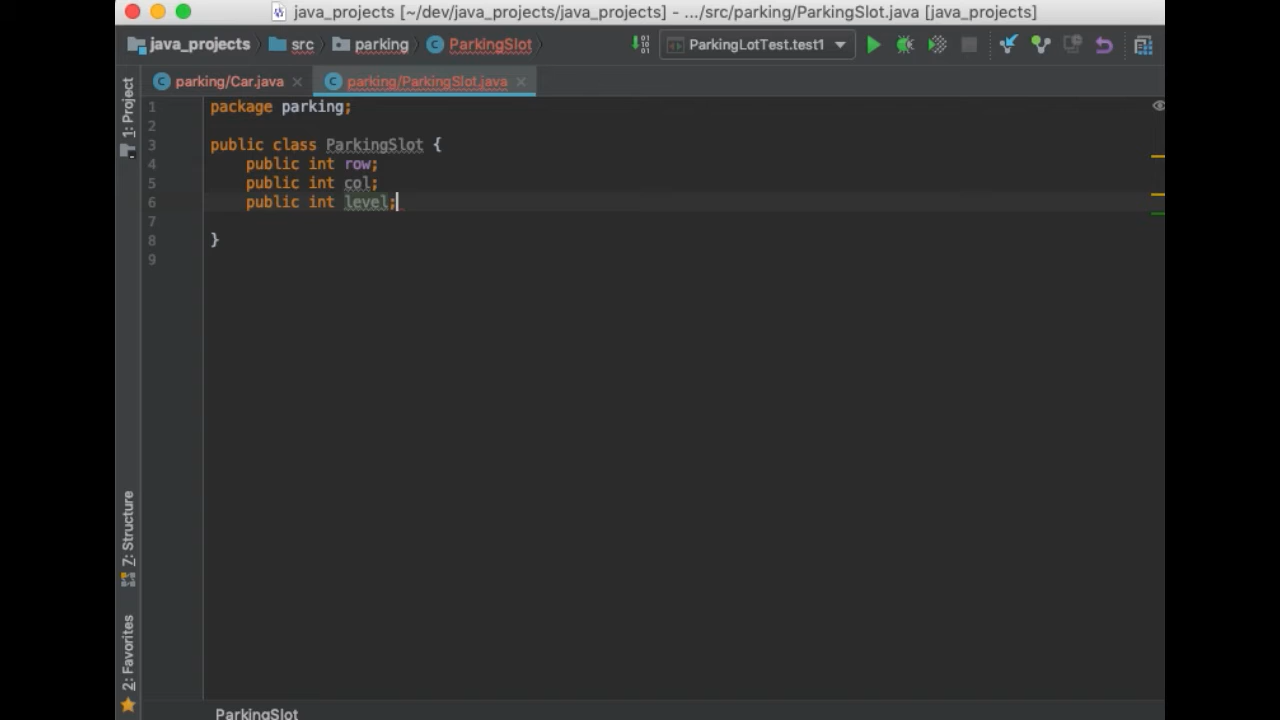 java_projects [~/dev/java_projects/java_projects] - .../src/parking/ParkingSlot.java [java_projects]
java_projects src parking ParkingSlot ParkingLotTest.test1
parking/Car.java parking/ParkingSlot.java
1: Project
1 package parking;
2
3 public class ParkingSlot {
4 public int row;
5 public int col;
6 public int level;
7
8 }
9
7: Structure
2: Favorites
ParkingSlot